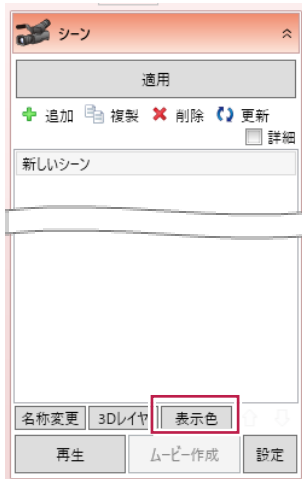 シーン
適用
追加 複製 削除 更新
詳細
新しいシーン
名称変更 3Dレイヤ 表示色
再生 ムービー作成 設定